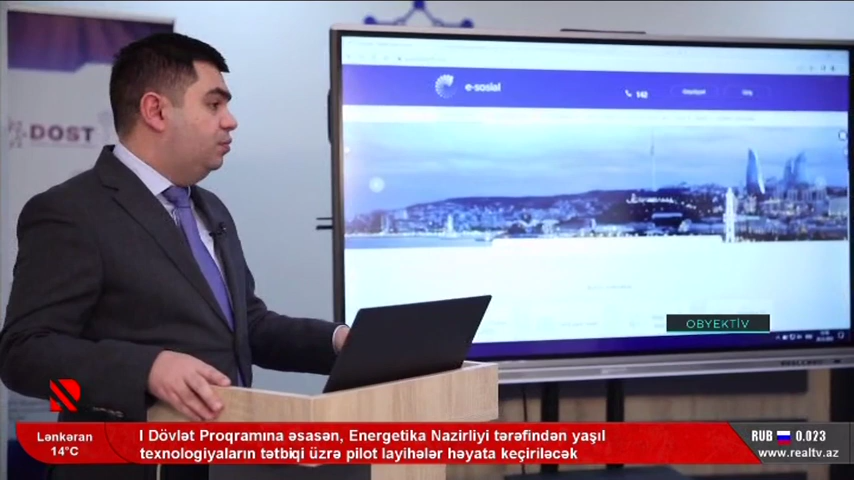 DOST
e-sosial
142
Giriş
OBYEKTİV
Lənkəran
14°C
I Dövlət Proqramına əsasən, Energetika Nazirliyi tərəfindən yaşıl
texnologiyaların tətbiqi üzrə pilot layihələr həyata keçiriləcək
RUB 0.023
www.realtv.az